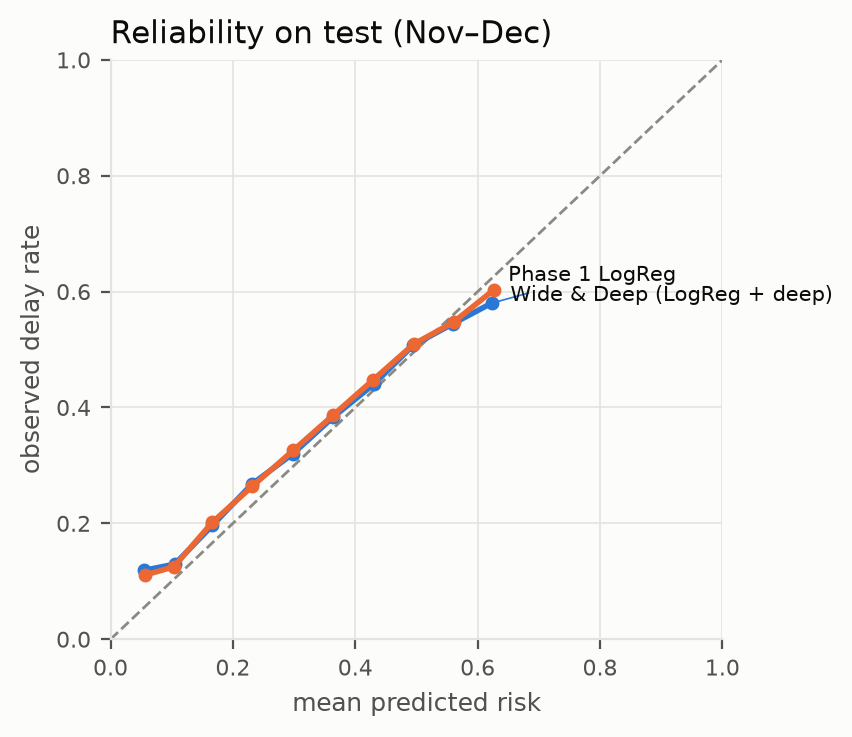 Reliability on test (Nov–Dec)
1.0
0.8
0.6
0.4
0.2
0.0
observed delay rate
Phase 1 LogReg
Wide & Deep (LogReg + deep)
0.0 0.2 0.4 0.6 0.8 1.0
mean predicted risk